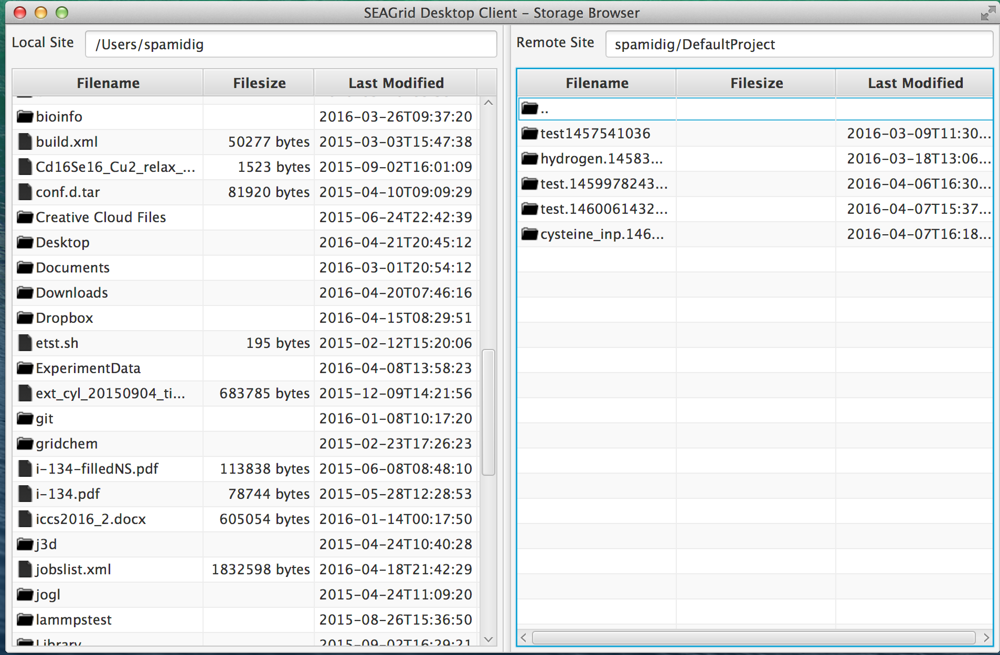 SEAGrid Desktop Client – Storage Browser
Local Site /Users/spamidig
Filename Filesize Last Modified
bioinfo 2016-03-26T09:37:20
build.xml 50277 bytes 2015-03-03T15:47:38
Cd16Se16_Cu2_relax_... 1523 bytes 2015-09-02T16:01:09
conf.d.tar 81920 bytes 2015-04-10T09:09:29
Creative Cloud Files 2015-06-24T22:42:39
Desktop 2016-04-21T20:45:12
Documents 2016-03-01T20:54:12
Downloads 2016-04-20T07:46:16
Dropbox 2016-04-15T08:29:51
etst.sh 195 bytes 2015-02-12T15:20:06
ExperimentData 2016-04-08T13:58:23
ext_cyl_20150904_ti... 683785 bytes 2015-12-09T14:21:56
git 2016-01-08T10:17:20
gridchem 2015-02-23T17:26:23
i-134-filledNS.pdf 113838 bytes 2015-06-08T08:48:10
i-134.pdf 78744 bytes 2015-05-28T12:28:53
iccs2016_2.docx 605054 bytes 2016-01-14T00:17:50
j3d 2015-04-24T10:40:28
jobslist.xml 1832598 bytes 2016-04-18T21:42:29
jogl 2015-04-24T11:09:20
lammpstest 2015-08-26T15:36:50
Library 2015-09-02T16:29:21
Remote Site spamidig/DefaultProject
Filename Filesize Last Modified
..
test1457541036 2016-03-09T11:30...
hydrogen.14583... 2016-03-18T13:06...
test.1459978243... 2016-04-06T16:30...
test.1460061432... 2016-04-07T15:37...
cysteine_inp.146... 2016-04-07T16:18...